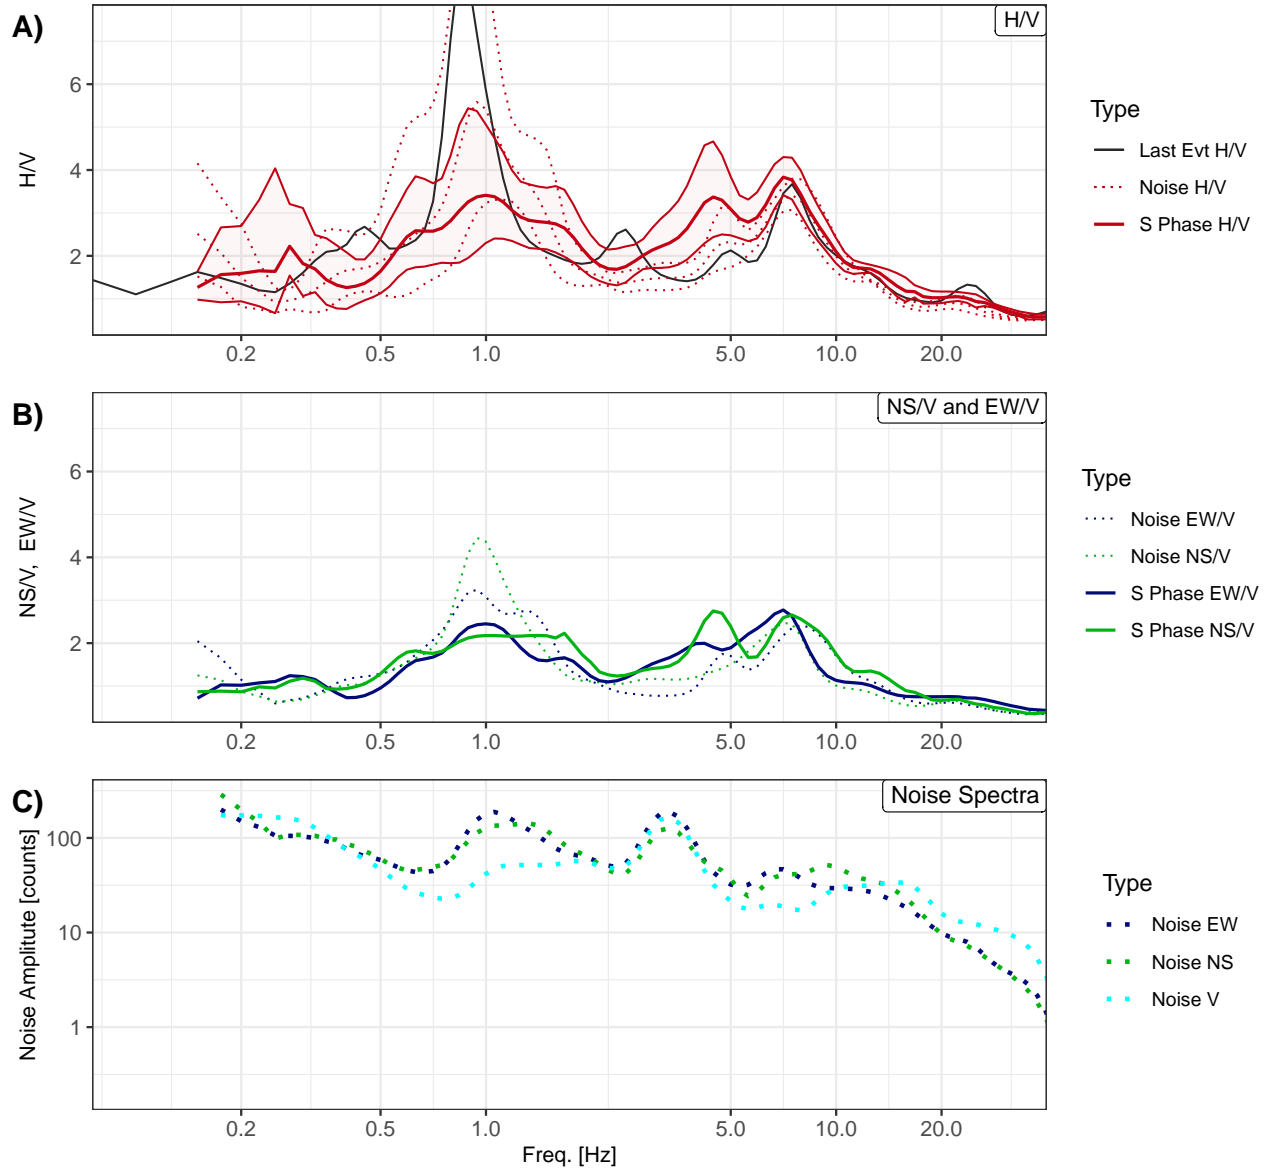 A)
H/V
H/V
6
4
2
0.2 0.5 1.0 5.0 10.0 20.0
Type
Last Evt H/V
Noise H/V
S Phase H/V
B)
NS/V and EW/V
NS/V, EW/V
6
4
2
0.2 0.5 1.0 5.0 10.0 20.0
Type
Noise EW/V
Noise NS/V
S Phase EW/V
S Phase NS/V
C)
Noise Spectra
Noise Amplitute [counts]
100
10
1
0.2 0.5 1.0 5.0 10.0 20.0
Freq. [Hz]
Type
Noise EW
Noise NS
Noise V